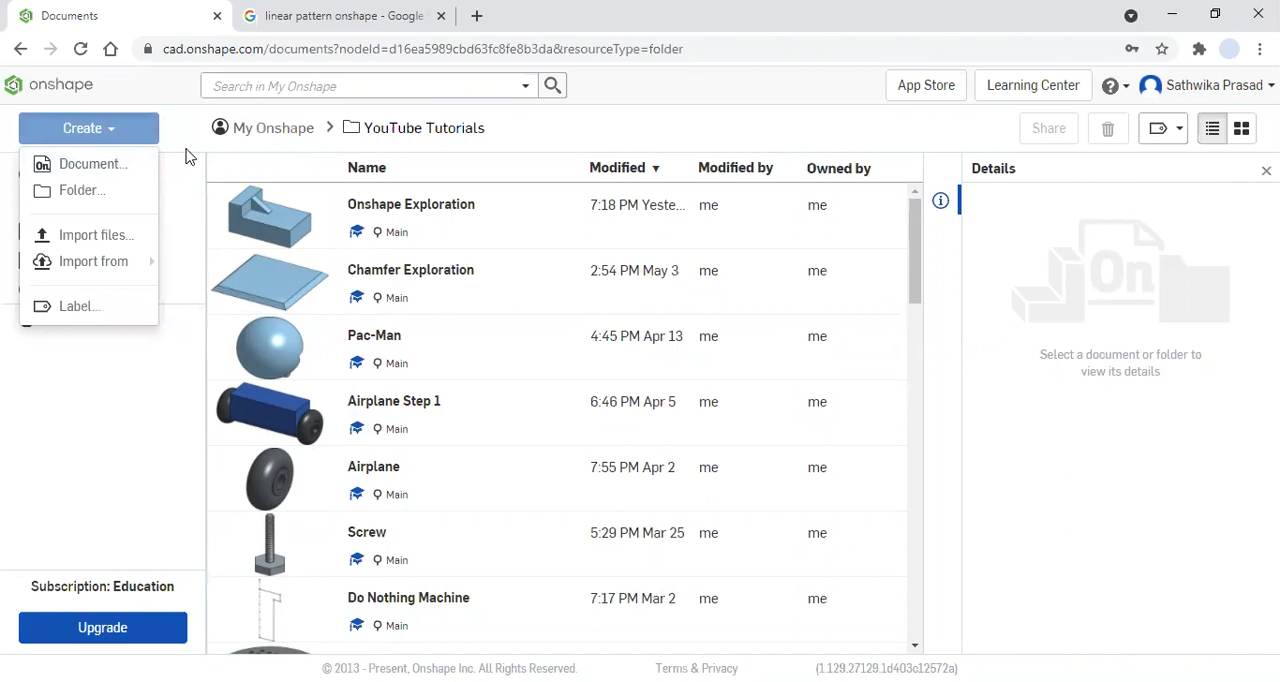 Documents
linear pattern onshape - Google
cad.onshape.com/documents?nodeId=d16ea5989cbd63fc8fe8b3da&resourceType=folder
onshape
Search in My Onshape
App Store
Learning Center
Sathwika Prasad
Create
My Onshape
YouTube Tutorials
Share
Document...
Folder...
Import files...
Import from
Label...
Name
Modified
Modified by
Owned by
Details
Onshape Exploration
7:18 PM Yeste...
me
me
Main
Chamfer Exploration
2:54 PM May 3
me
me
Main
Pac-Man
4:45 PM Apr 13
me
me
Main
Airplane Step 1
6:46 PM Apr 5
me
me
Main
Airplane
7:55 PM Apr 2
me
me
Main
Screw
5:29 PM Mar 25
me
me
Main
Do Nothing Machine
7:17 PM Mar 2
me
me
Main
On
Select a document or folder to
view its details
Subscription: Education
Upgrade
© 2013 - Present, Onshape Inc. All Rights Reserved.
Terms & Privacy
(1.129.27129.1d403c12572a)